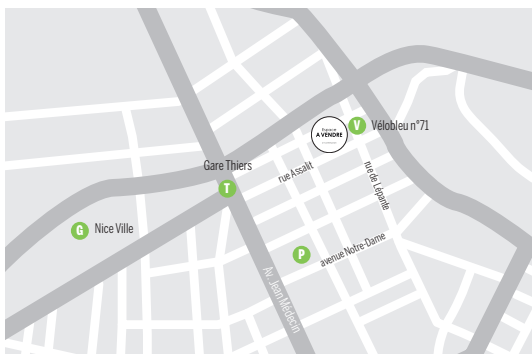 Espace
A VENDRE
V
Vélobleu n°71
Gare Thiers
T
rue Assalit
rue de Lépante
G
Nice Ville
P
avenue Notre-Dame
Av. Jean Médecin